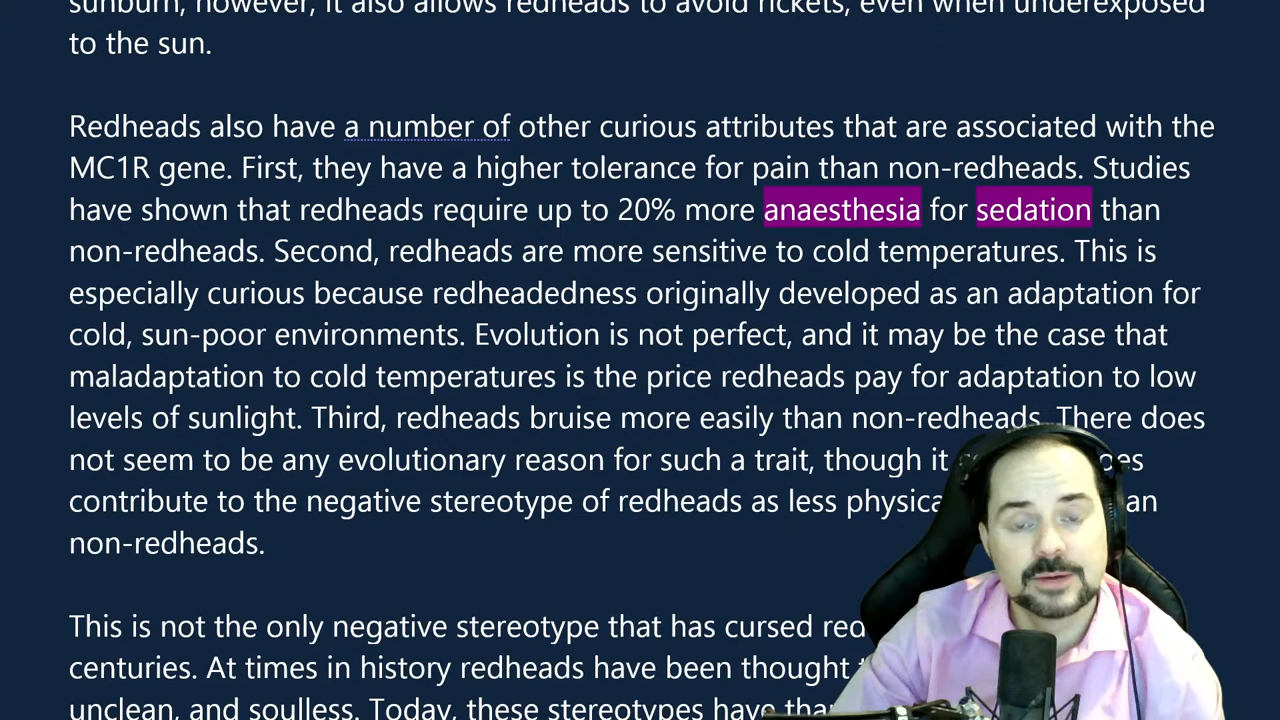 sunburn, however, it also allows redheads to avoid rickets, even when underexposed
to the sun.
Redheads also have a number of other curious attributes that are associated with the
MC1R gene. First, they have a higher tolerance for pain than non-redheads. Studies
have shown that redheads require up to 20% more anaesthesia for sedation than
non-redheads. Second, redheads are more sensitive to cold temperatures. This is
especially curious because redheadedness originally developed as an adaptation for
cold, sun-poor environments. Evolution is not perfect, and it may be the case that
maladaptation to cold temperatures is the price redheads pay for adaptation to low
levels of sunlight. Third, redheads bruise more easily than non-redheads. There does
not seem to be any evolutionary reason for such a trait, though it
contribute to the negative stereotype of redheads as less
non-redheads.
This is not the only negative stereotype that has cursed
centuries. At times in history redheads have been thought
unclean, and soulless. Today, these stereotypes have